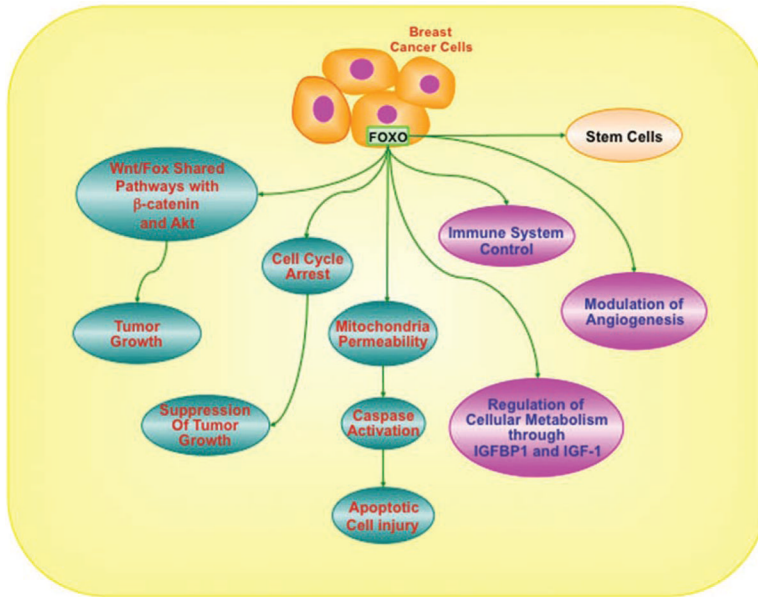 Breast
Cancer Cells
FOXO
Stem Cells
Wnt/Fox Shared
Pathways with
β-catenin
and Akt
Immune System
Control
Cell Cycle
Arrest
Modulation of
Angiogenesis
Tumor
Growth
Mitochondria
Permeability
Suppression
Of Tumor
Growth
Caspase
Activation
Regulation of
Cellular Metabolism
through
IGFBP1 and IGF-1
Apoptotic
Cell injury